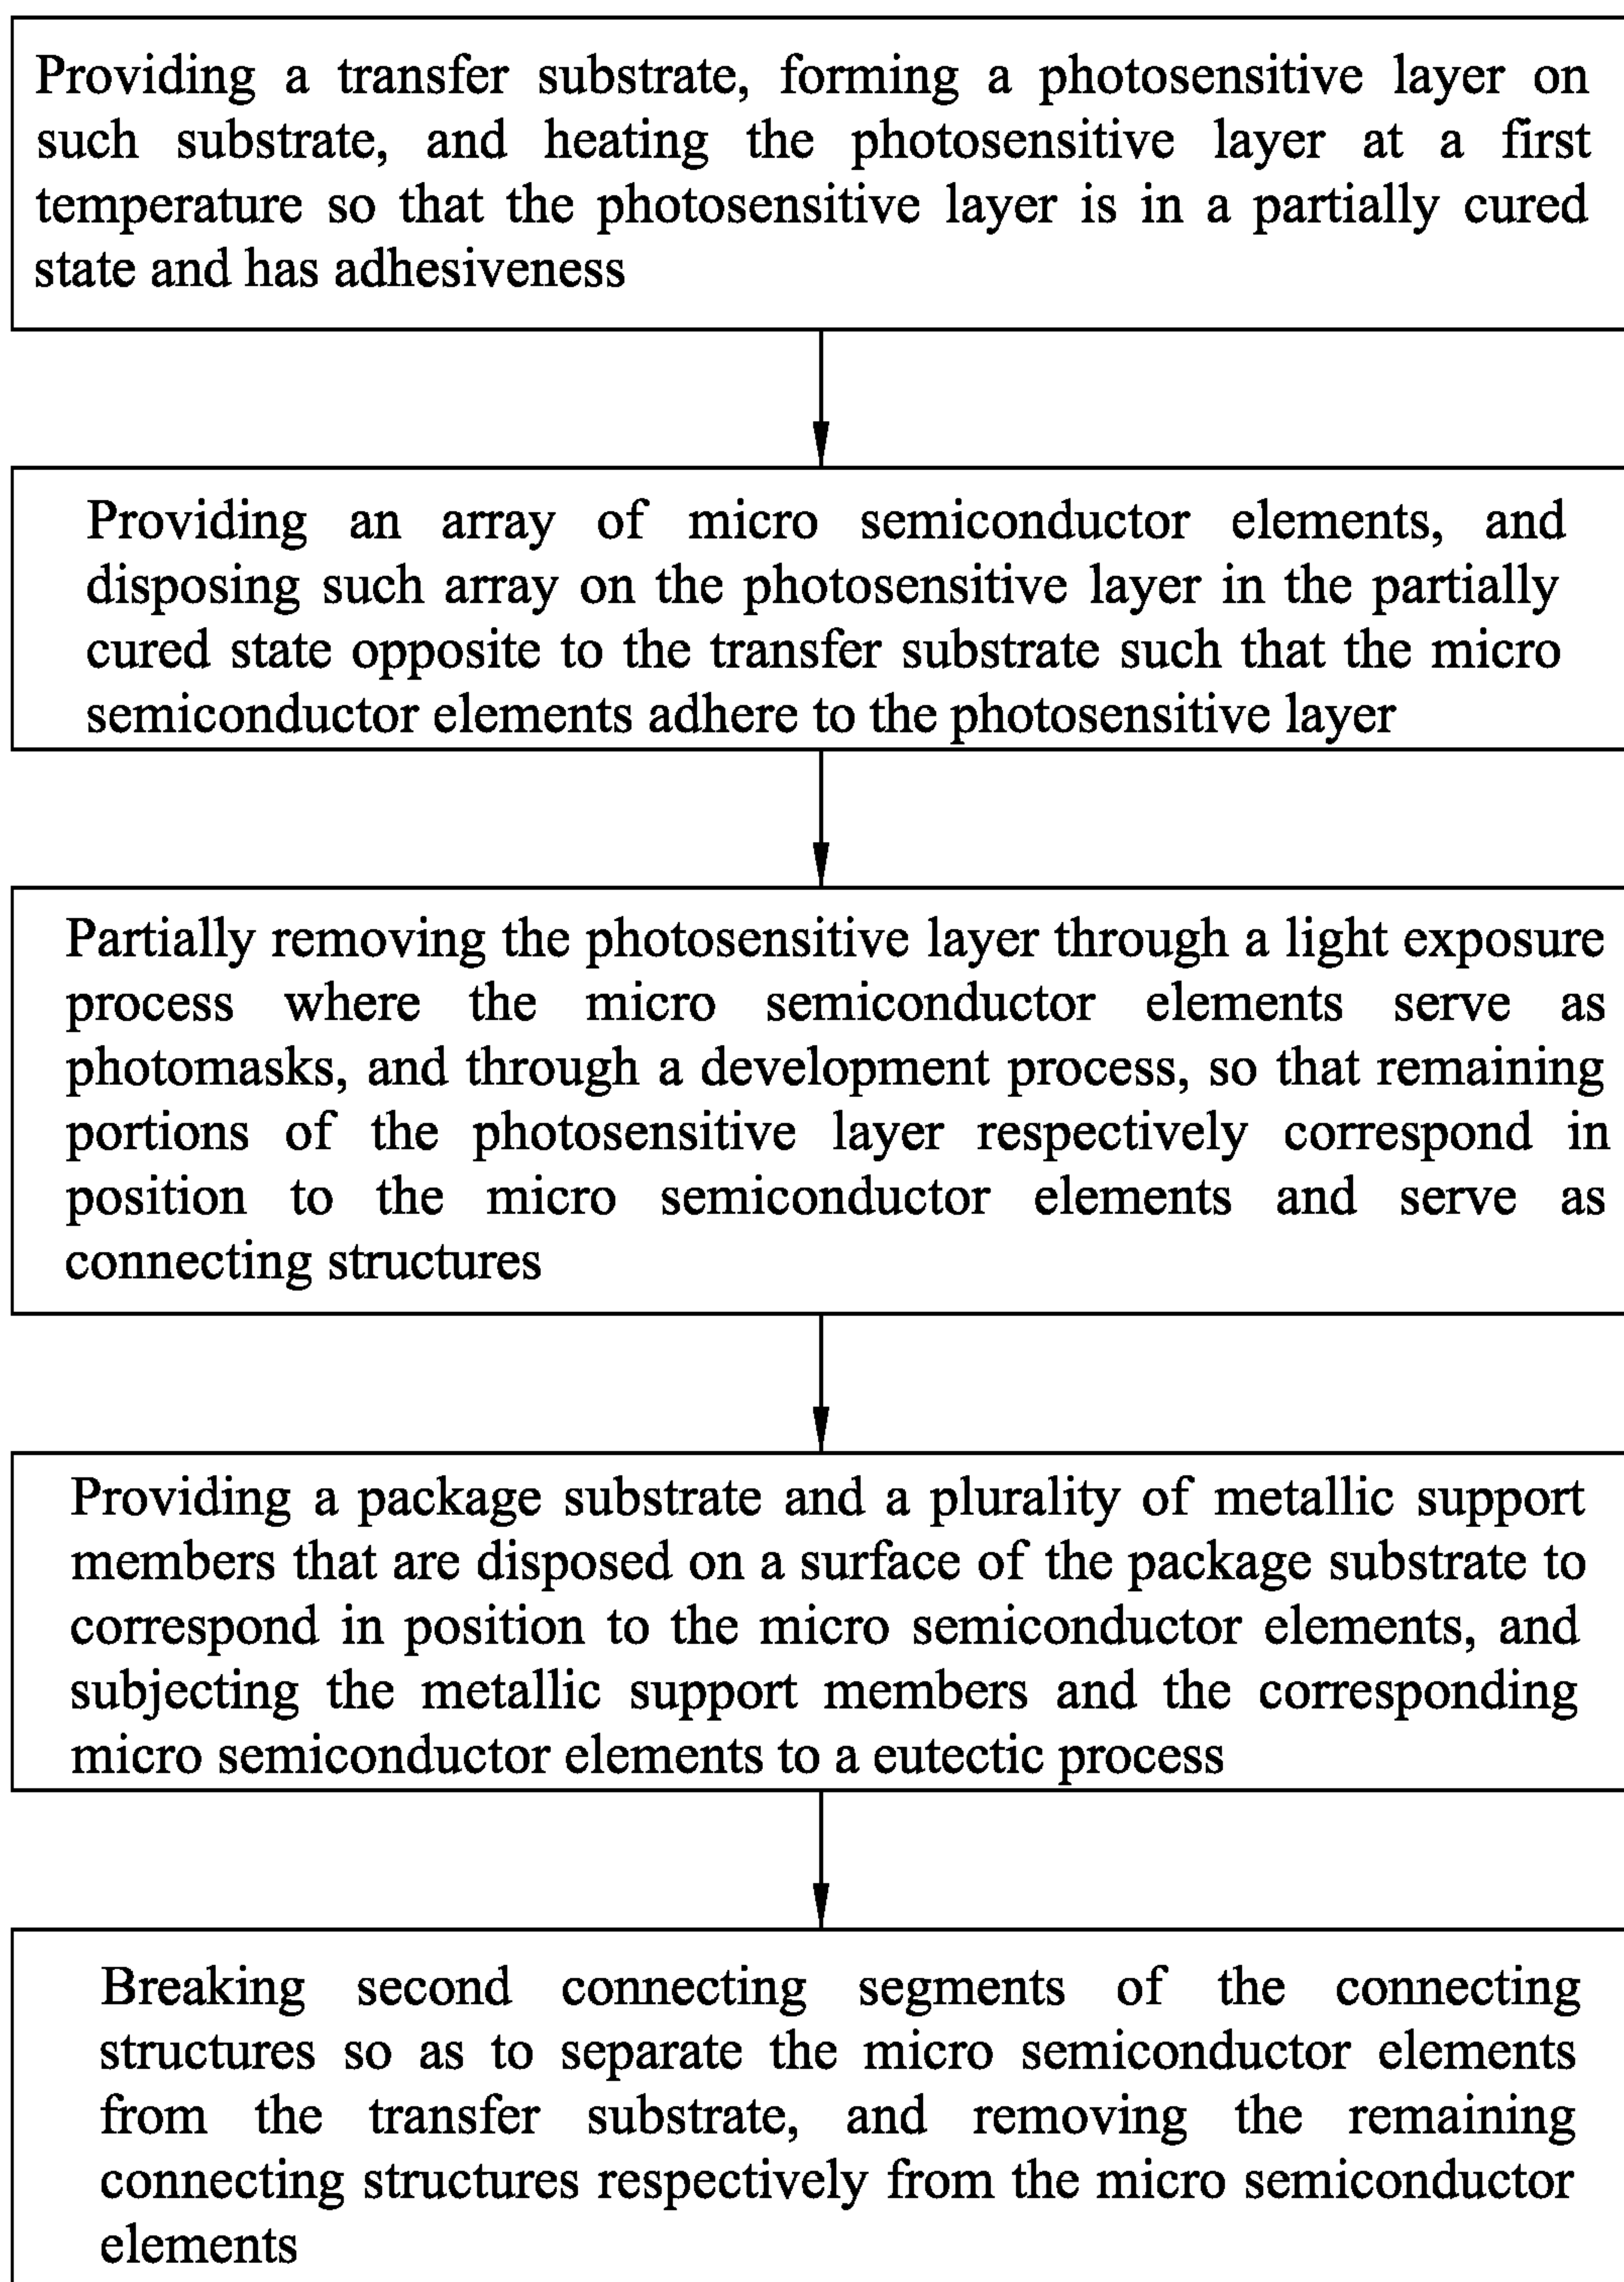 Providing a transfer substrate, forming a photosensitive layer on
such substrate, and heating the photosensitive layer at a first
temperature so that the photosensitive layer is in a partially cured
state and has adhesiveness
Providing an array of micro semiconductor elements, and
disposing such array on the photosensitive layer in the partially
cured state opposite to the transfer substrate such that the micro
semiconductor elements adhere to the photosensitive layer
Partially removing the photosensitive layer through a light exposure
process where the micro semiconductor elements serve as
photomasks, and through a development process, so that remaining
portions of the photosensitive layer respectively correspond in
position to the micro semiconductor elements and serve as
connecting structures
Providing a package substrate and a plurality of metallic support
members that are disposed on a surface of the package substrate to
correspond in position to the micro semiconductor elements, and
subjecting the metallic support members and the corresponding
micro semiconductor elements to a eutectic process
Breaking second connecting segments of the connecting
structures so as to separate the micro semiconductor elements
from the transfer substrate, and removing the remaining
connecting structures respectively from the micro semiconductor
elements